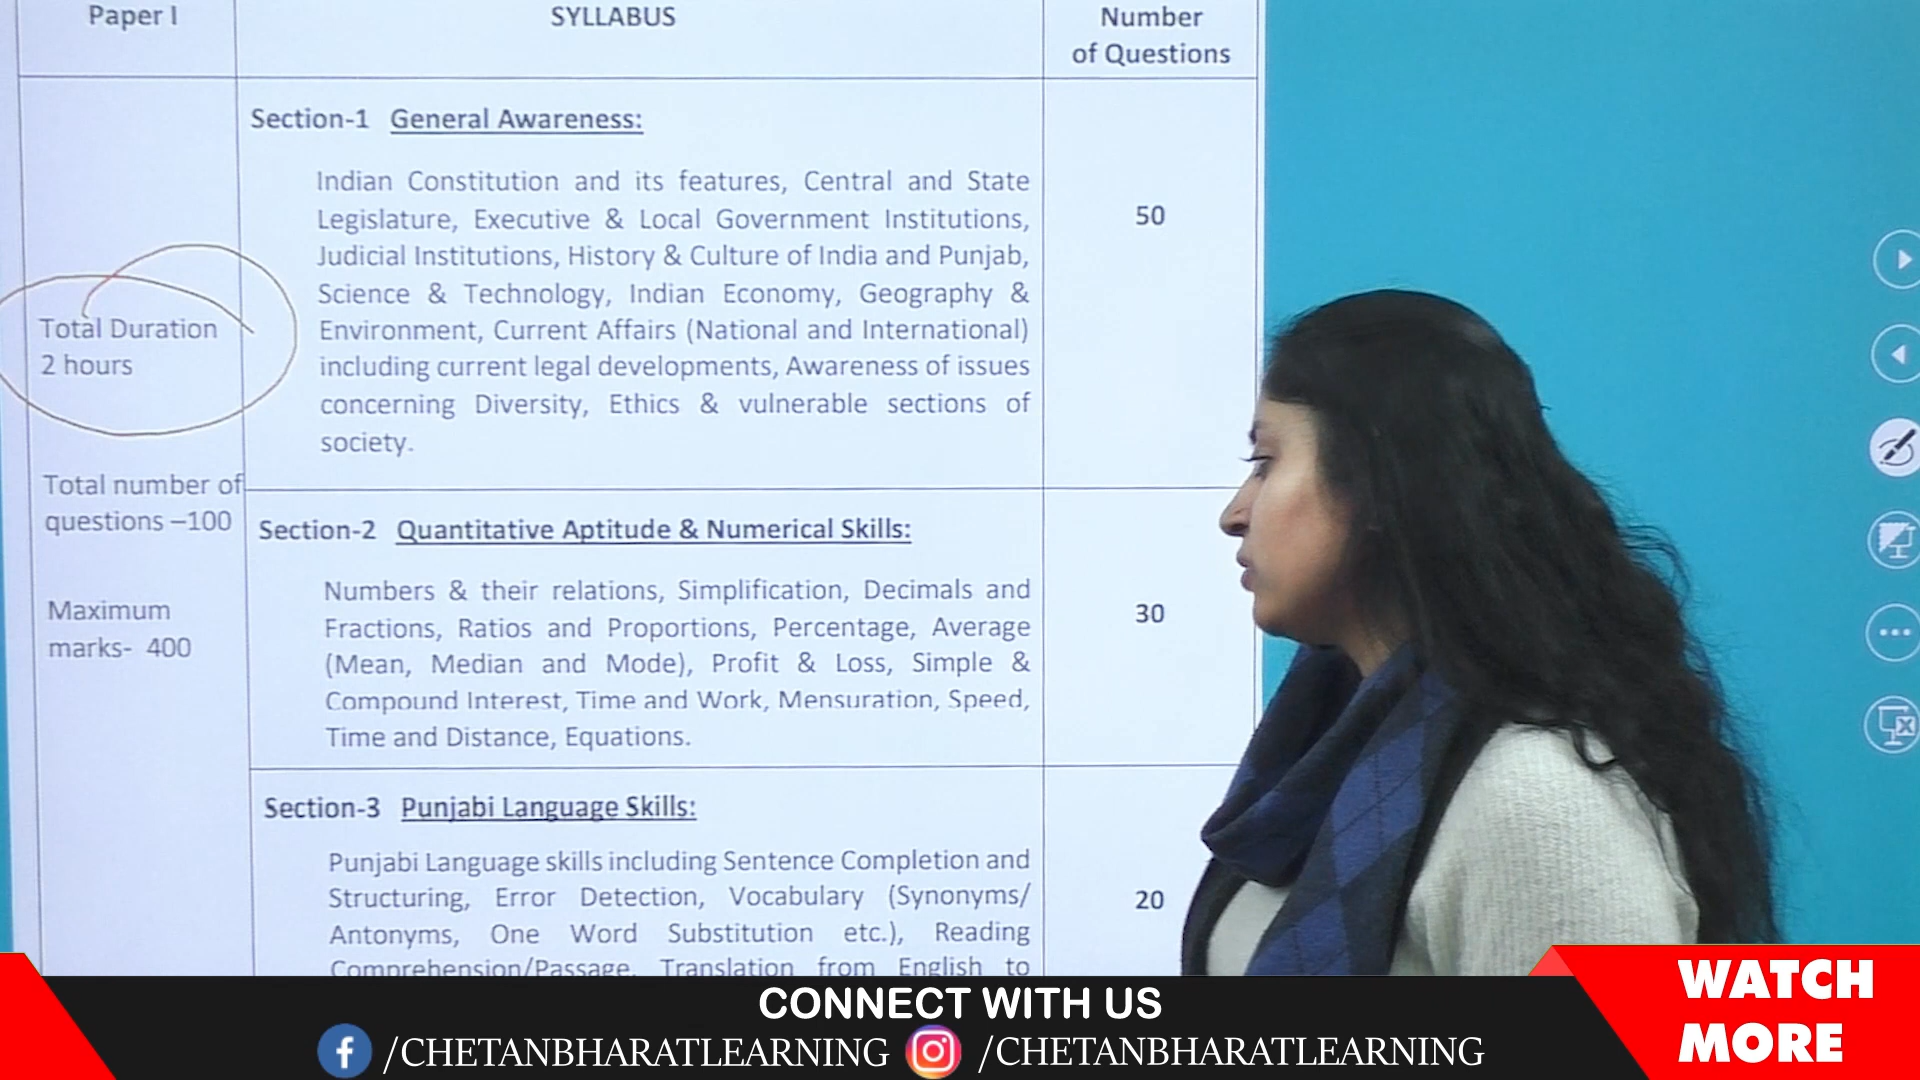 Paper I
SYLLABUS
Number
of Questions
Section-1 General Awareness:
Indian Constitution and its features, Central and State
Legislature, Executive & Local Government Institutions,
Judicial Institutions, History & Culture of India and Punjab,
Science & Technology, Indian Economy, Geography &
Environment, Current Affairs (National and International)
including current legal developments, Awareness of issues
concerning Diversity, Ethics & vulnerable sections of
society.
50
Total Duration
2 hours
Total number of
questions –100
Maximum
marks- 400
Section-2 Quantitative Aptitude & Numerical Skills:
Numbers & their relations, Simplification, Decimals and
Fractions, Ratios and Proportions, Percentage, Average
(Mean, Median and Mode), Profit & Loss, Simple &
Compound Interest, Time and Work, Mensuration, Speed,
Time and Distance, Equations.
30
Section-3 Punjabi Language Skills:
Punjabi Language skills including Sentence Completion and
Structuring, Error Detection, Vocabulary (Synonyms/
Antonyms, One Word Substitution etc.), Reading
Comprehension/Passage, Translation from English to
20
CONNECT WITH US
/CHETANBHARATLEARNING
/CHETANBHARATLEARNING
WATCH
MORE